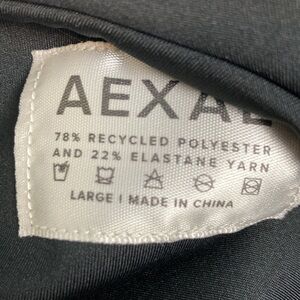 AEXAE
78% RECYCLED POLYESTER
AND 22% ELASTANE YARN
LARGE | MADE IN CHINA